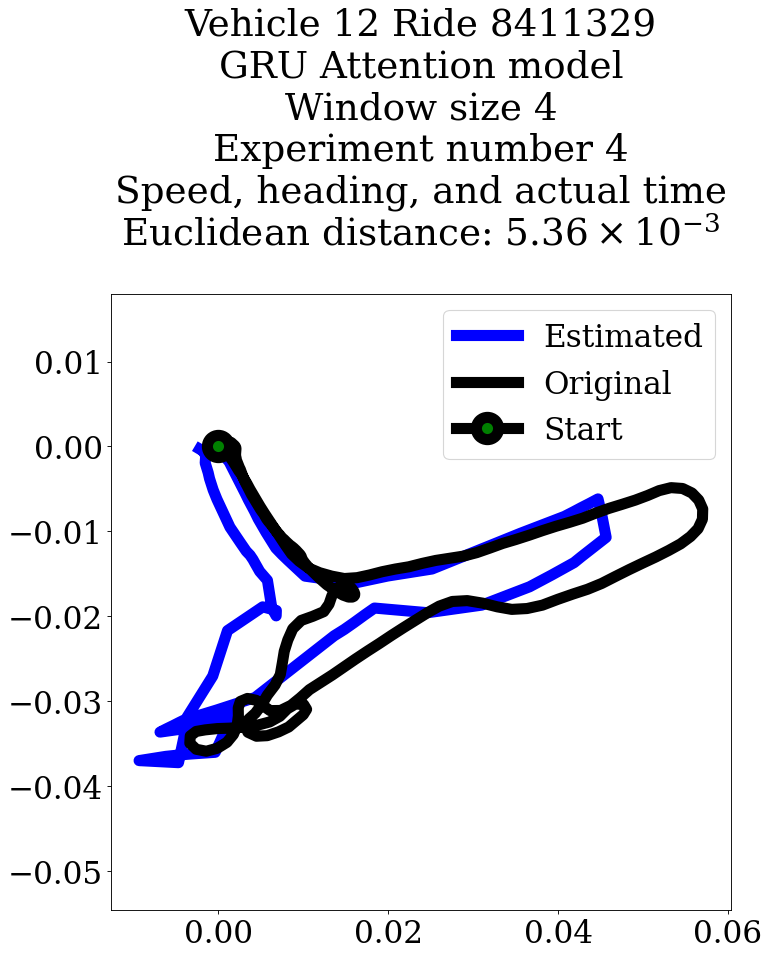 Vehicle 12 Ride 8411329
GRU Attention model
Window size 4
Experiment number 4
Speed, heading, and actual time
Euclidean distance: 5.36 × 10⁻³
Estimated
Original
Start
0.01
0.00
−0.01
−0.02
−0.03
−0.04
−0.05
0.00 0.02 0.04 0.06